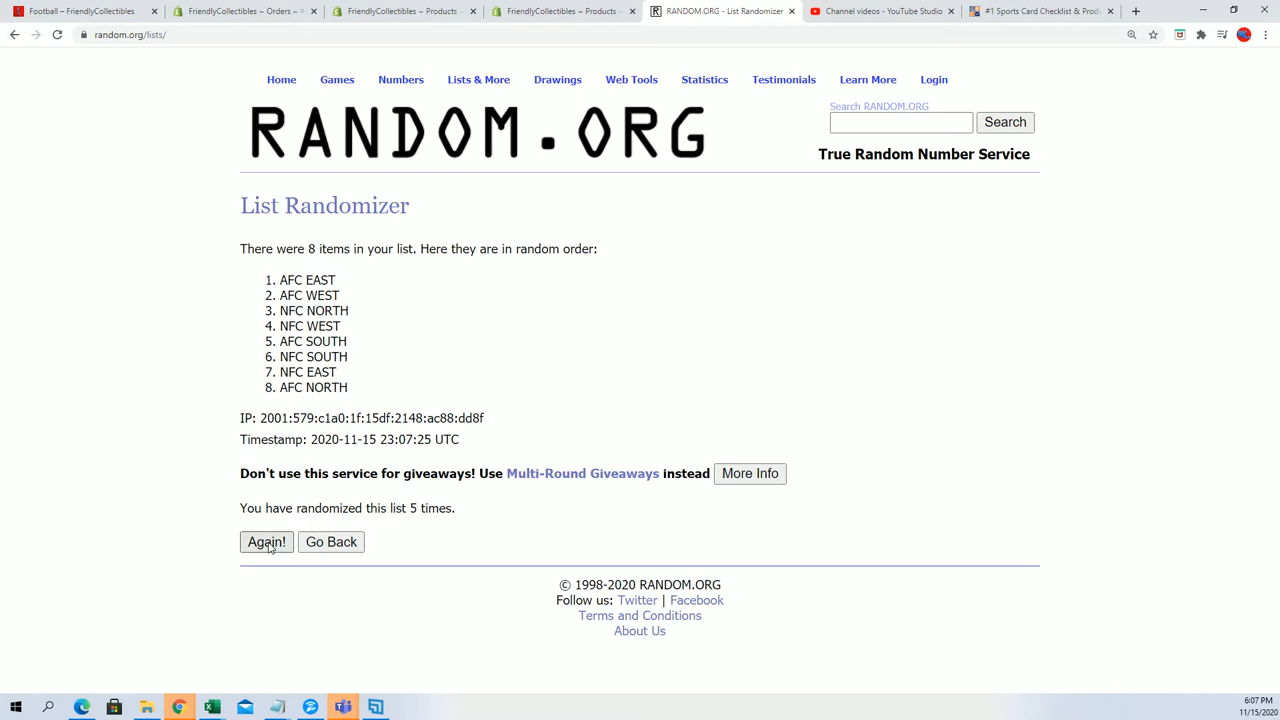 Football – FriendlyCollectibles
FriendlyCollectibles ~ Orders ~
FriendlyCollectibles ~ Products
FriendlyCollectibles ~ Products
RANDOM.ORG - List Randomizer
Channel videos - YouTube Studio
#1 Sports Card Checklist & Prod
random.org/lists/
Home Games Numbers Lists & More Drawings Web Tools Statistics Testimonials Learn More Login
RANDOM.ORG
Search RANDOM.ORG
Search
True Random Number Service
List Randomizer
There were 8 items in your list. Here they are in random order:
1. AFC EAST
2. AFC WEST
3. NFC NORTH
4. NFC WEST
5. AFC SOUTH
6. NFC SOUTH
7. NFC EAST
8. AFC NORTH
IP: 2001:579:c1a0:1f:15df:2148:ac88:dd8f
Timestamp: 2020-11-15 23:07:25 UTC
Don't use this service for giveaways! Use Multi-Round Giveaways instead More Info
You have randomized this list 5 times.
Again! Go Back
© 1998-2020 RANDOM.ORG
Follow us: Twitter | Facebook
Terms and Conditions
About Us
6:07 PM
11/15/2020